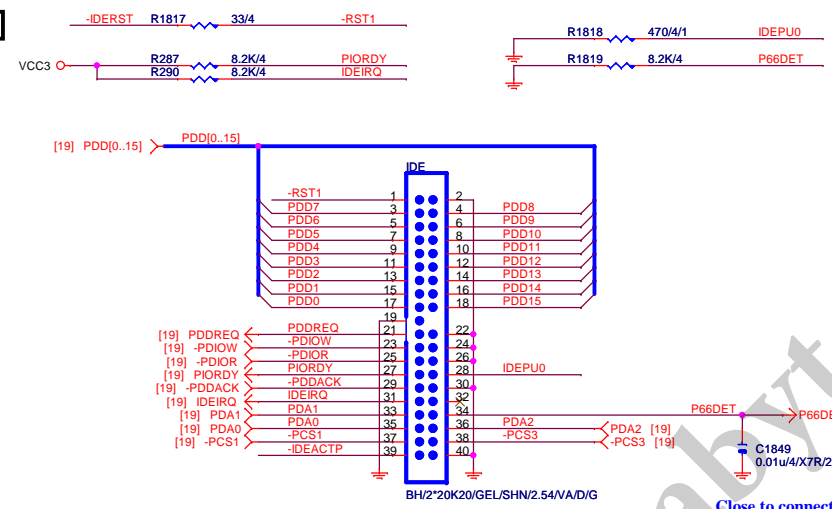 ]
-IDERST R1817 33/4 -RST1
R1818 470/4/1 IDEPU0
VCC3 R287 8.2K/4 PIORDY
R290 8.2K/4 IDEIRQ
R1819 8.2K/4 P66DET
[19] PDD[0..15] PDD[0..15]
IDE
-RST1 1 2
PDD7 3 4 PDD8
PDD6 5 6 PDD9
PDD5 7 8 PDD10
PDD4 9 10 PDD11
PDD3 11 12 PDD12
PDD2 13 14 PDD13
PDD1 15 16 PDD14
PDD0 17 18 PDD15
19
[19] PDDREQ PDDREQ 21 22
[19] -PDIOW -PDIOW 23 24
[19] -PDIOR -PDIOR 25 26
[19] PIORDY PIORDY 27 28 IDEPU0
[19] -PDDACK -PDDACK 29 30
[19] IDEIRQ IDEIRQ 31 32
[19] PDA1 PDA1 33 34 P66DET P66DE
[19] PDA0 PDA0 35 36 PDA2 PDA2 [19]
[19] -PCS1 -PCS1 37 38 -PCS3 -PCS3 [19]
-IDEACTP 39 40
C1849
0.01u/4/X7R/2
BH/2*20K20/GEL/SHN/2.54/VA/D/G
Close to connect
abyt